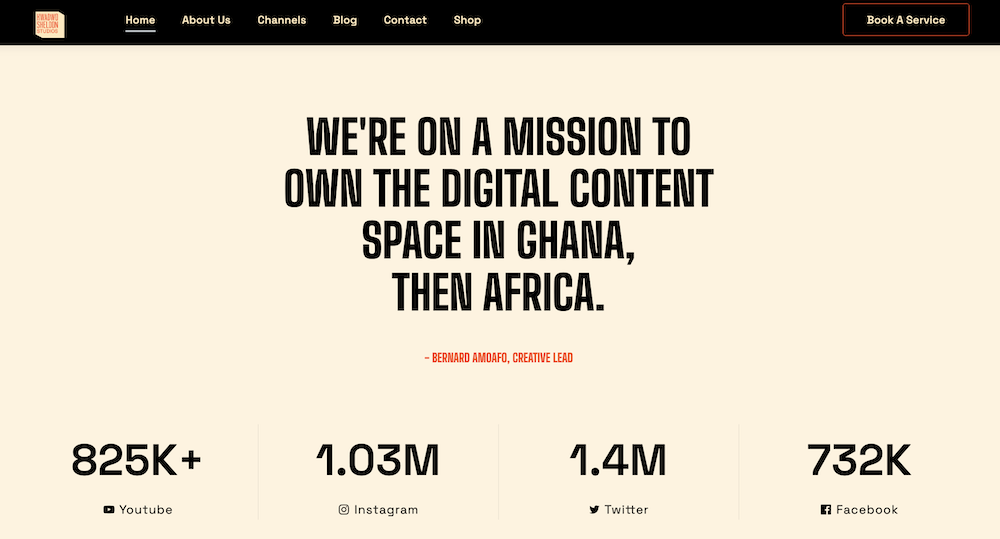 KWADWO
SHELDON
STUDIOS
Home About Us Channels Blog Contact Shop Book A Service
WE'RE ON A MISSION TO
OWN THE DIGITAL CONTENT
SPACE IN GHANA,
THEN AFRICA.
- BERNARD AMOAFO, CREATIVE LEAD
825K+ 1.03M 1.4M 732K
Youtube Instagram Twitter Facebook